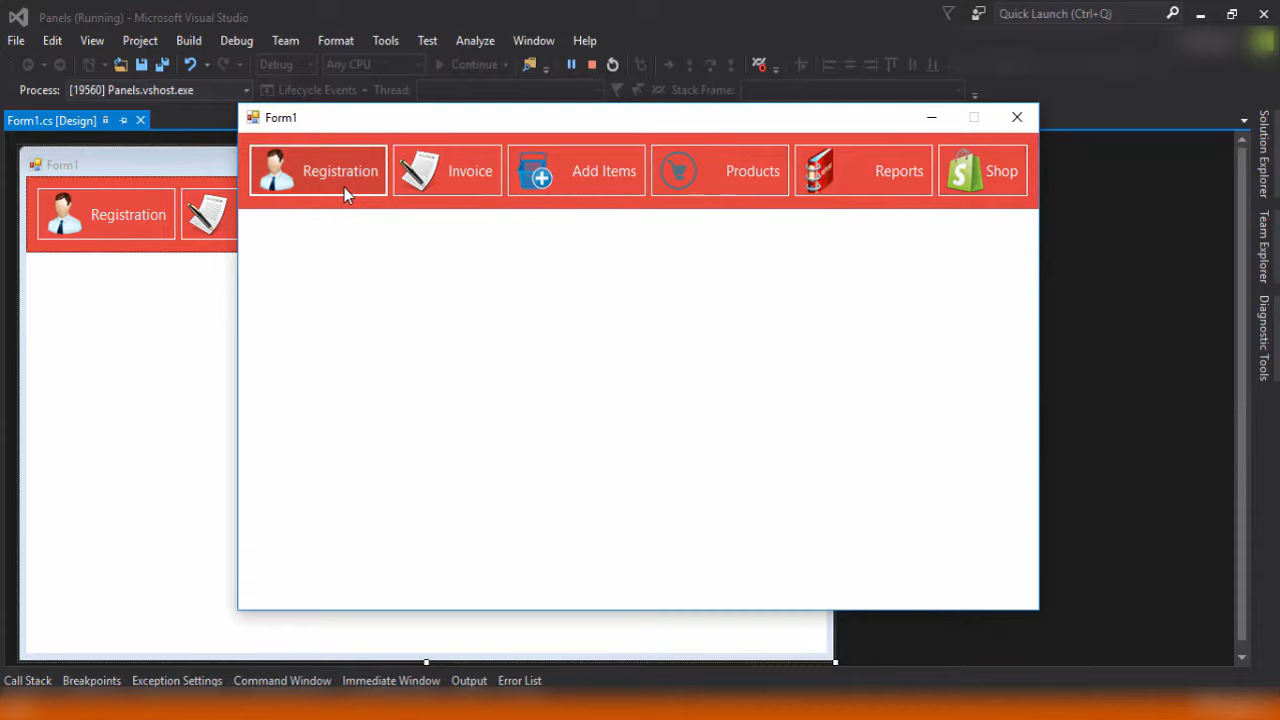 Panels (Running) - Microsoft Visual Studio
Quick Launch (Ctrl+Q)
File Edit View Project Build Debug Team Format Tools Test Analyze Window Help
Debug Any CPU Continue
Process: [19560] Panels.vshost.exe Lifecycle Events Thread: Stack Frame:
Form1.cs [Design]
Form1
Registration Invoice Add Items Products Reports Shop
Form1
Registration
Solution Explorer
Team Explorer
Diagnostic Tools
Call Stack Breakpoints Exception Settings Command Window Immediate Window Output Error List